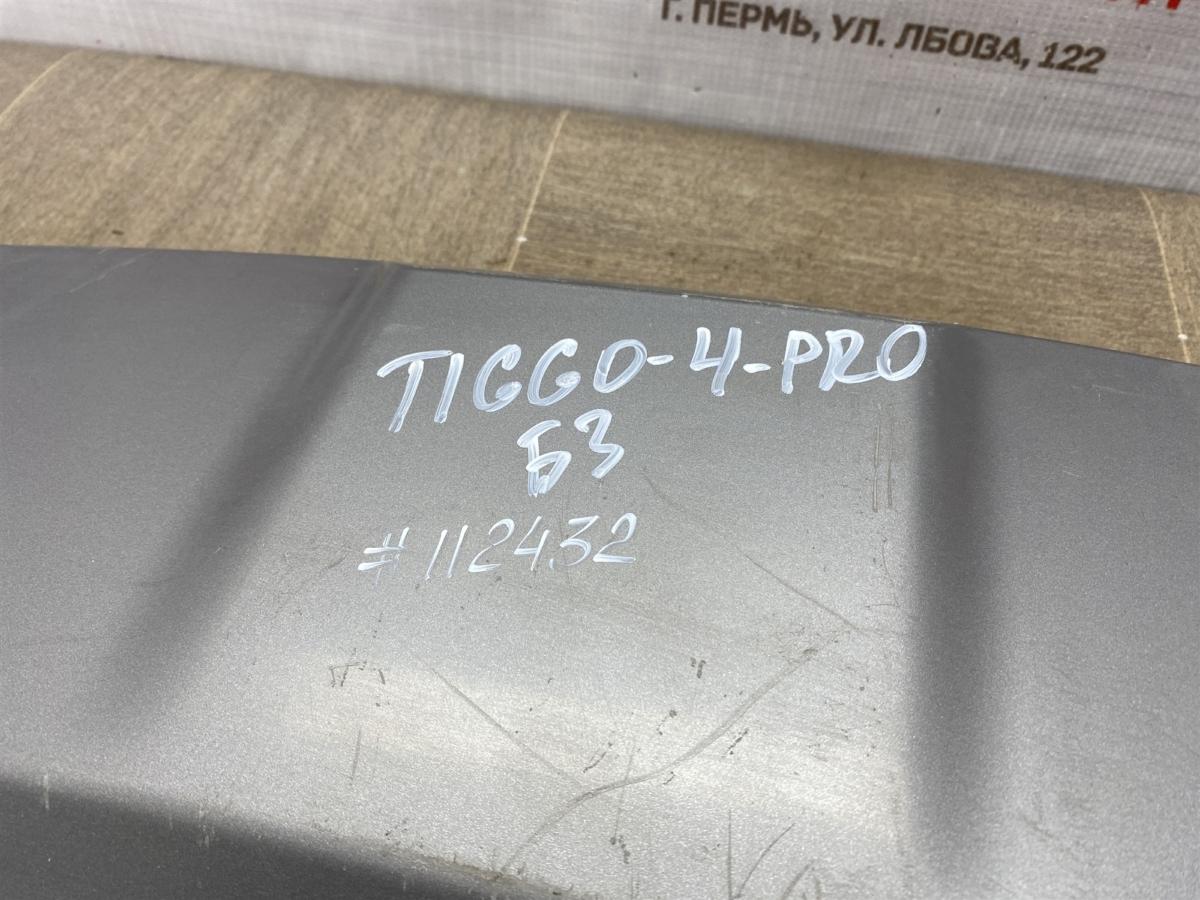 Г. ПЕРМЬ, УЛ. ЛБОВА, 122
TIGGO-4-PRO
БЗ
#112432